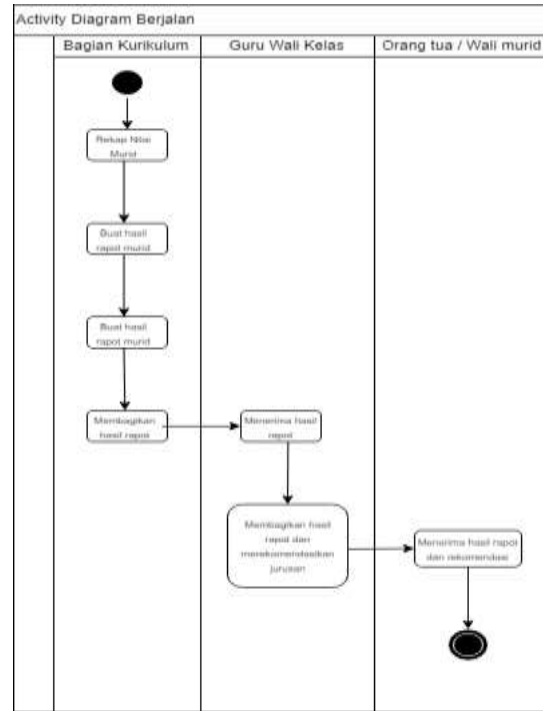 Activity Diagram Berjalan
Bagian Kurikulum
Guru Wali Kelas
Orang tua / Wali murid
Rekap Nilai
Murid
Buat hasil
rapot murid
Buat hasil
rapot murid
Membagikan
hasil rapot
Menerima hasil
rapot
Membagikan hasil
rapot dan
merekomendasikan
jurusan
Menerima hasil rapot
dan rekomendasi